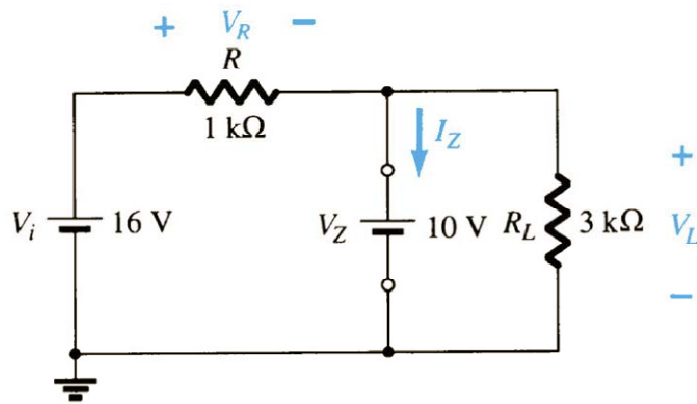 + V_R −
R
1 kΩ
I_Z
V_i 16 V
V_Z 10 V
R_L 3 kΩ
+
V_L
−